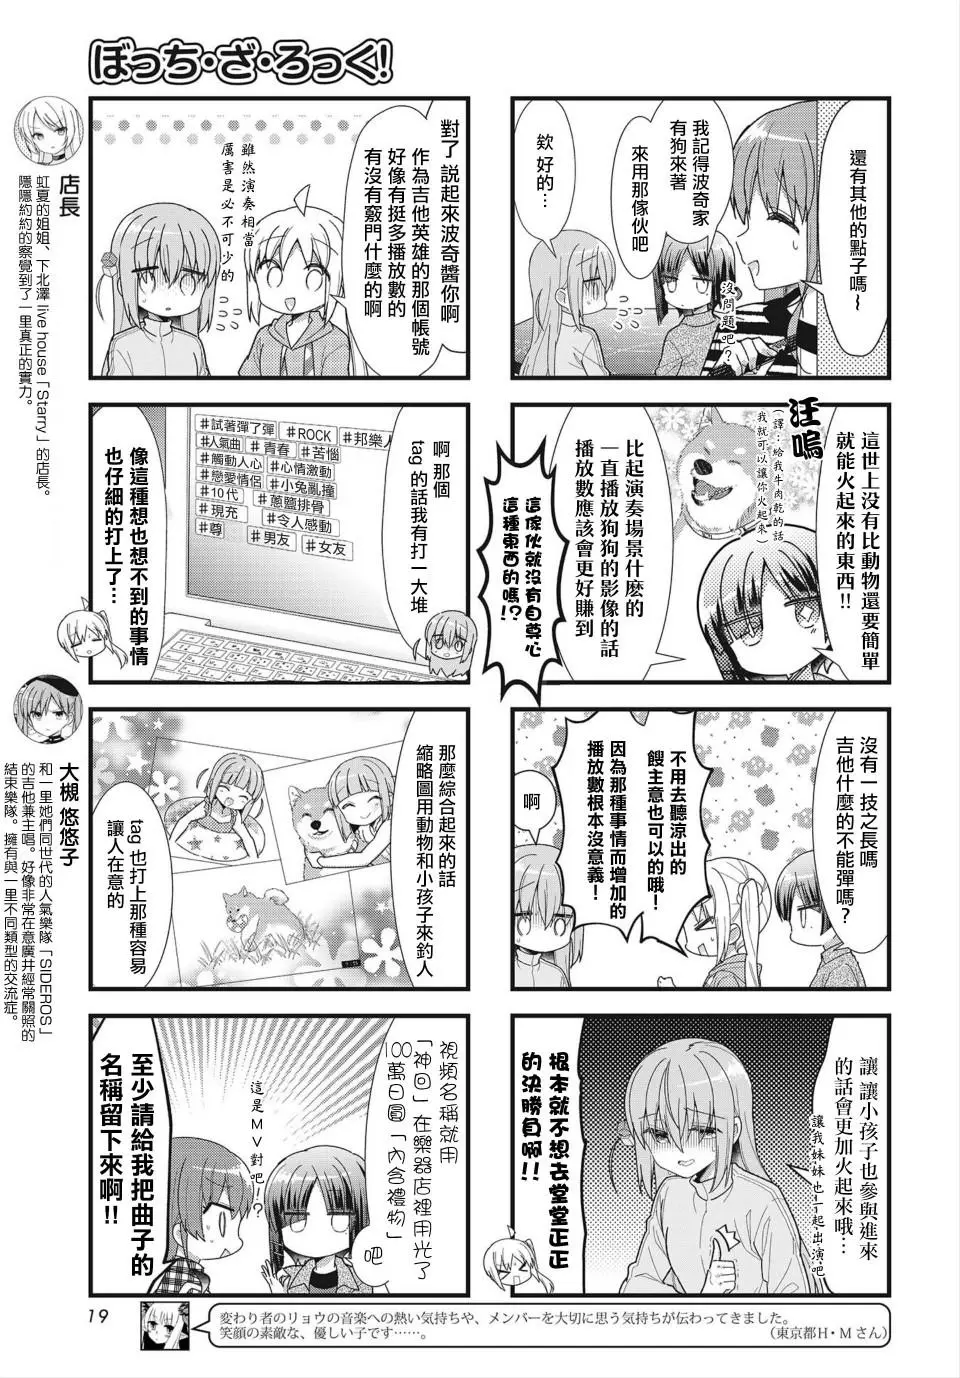 ぼっち・ざ・ろっく!
還有其他的點子嗎~
我記得波奇家
有狗來著
來用那傢伙吧
沒問題吧?
欸 好的…
這世上沒有比動物還要簡單
就能火起來的東西!!
汪嗚
(譯:給我牛肉乾的話
我就可以讓你火起來)
比起演奏場景什麽的
一直播放狗狗的影像的話
播放數應該會更好賺到
這傢伙就沒有自尊心
這種東西的嗎!?
沒有一技之長嗎
吉他什麼的不能彈嗎?
不用去聽涼出的
餿主意也可以的哦!
因為那種事情而增加的
播放數根本沒意義!
啊
讓 讓小孩子也參與進來
的話會更加火起來哦…
讓我妹妹也一起出演吧
根本就不想去堂堂正正
的決勝負啊!!
對了 說起來波奇醬你啊
作為吉他英雄的那個帳號
好像有挺多播放數的
有沒有竅門什麼的啊
雖然演奏相當
厲害是必不可少的
啊 那個
tag 的話我有打一大堆
#試著彈了彈
#ROCK
#邦樂人
#人氣曲
#青春
#苦惱
#觸動人心
#心情激動
#戀愛情侶
#小兔亂撞
#10代
#蔥鹽排骨
#現充
#令人感動
#尊
#男友
#女友
像這種想也想不到的事情
也仔細的打上了…
那麼綜合起來的話
縮略圖用動物和小孩子來釣人
tag 也打上那種容易
讓人在意的
視頻名稱就用
「神回」在樂器店裡用光了
100萬日圓「內含禮物」
吧
這是MV對吧!?
至少請給我把曲子的
名稱留下來啊!!
店長
虹夏的姐姐、下北澤 live house「Starry」的店長。
隱隱約約的察覺到了一里真正的實力。
大槻 悠悠子
和一里她們同世代的人氣樂隊「SIDEROS」
的吉他兼主唱。好像非常在意廣井經常關照的
結束樂隊。擁有與一里不同類型的交流症。
19
変わり者のリョウの音楽への熱い気持ちや、メンバーを大切に思う気持ちが伝わってきました。
笑顔の素敵な、優しい子です……。
(東京都H・Mさん)